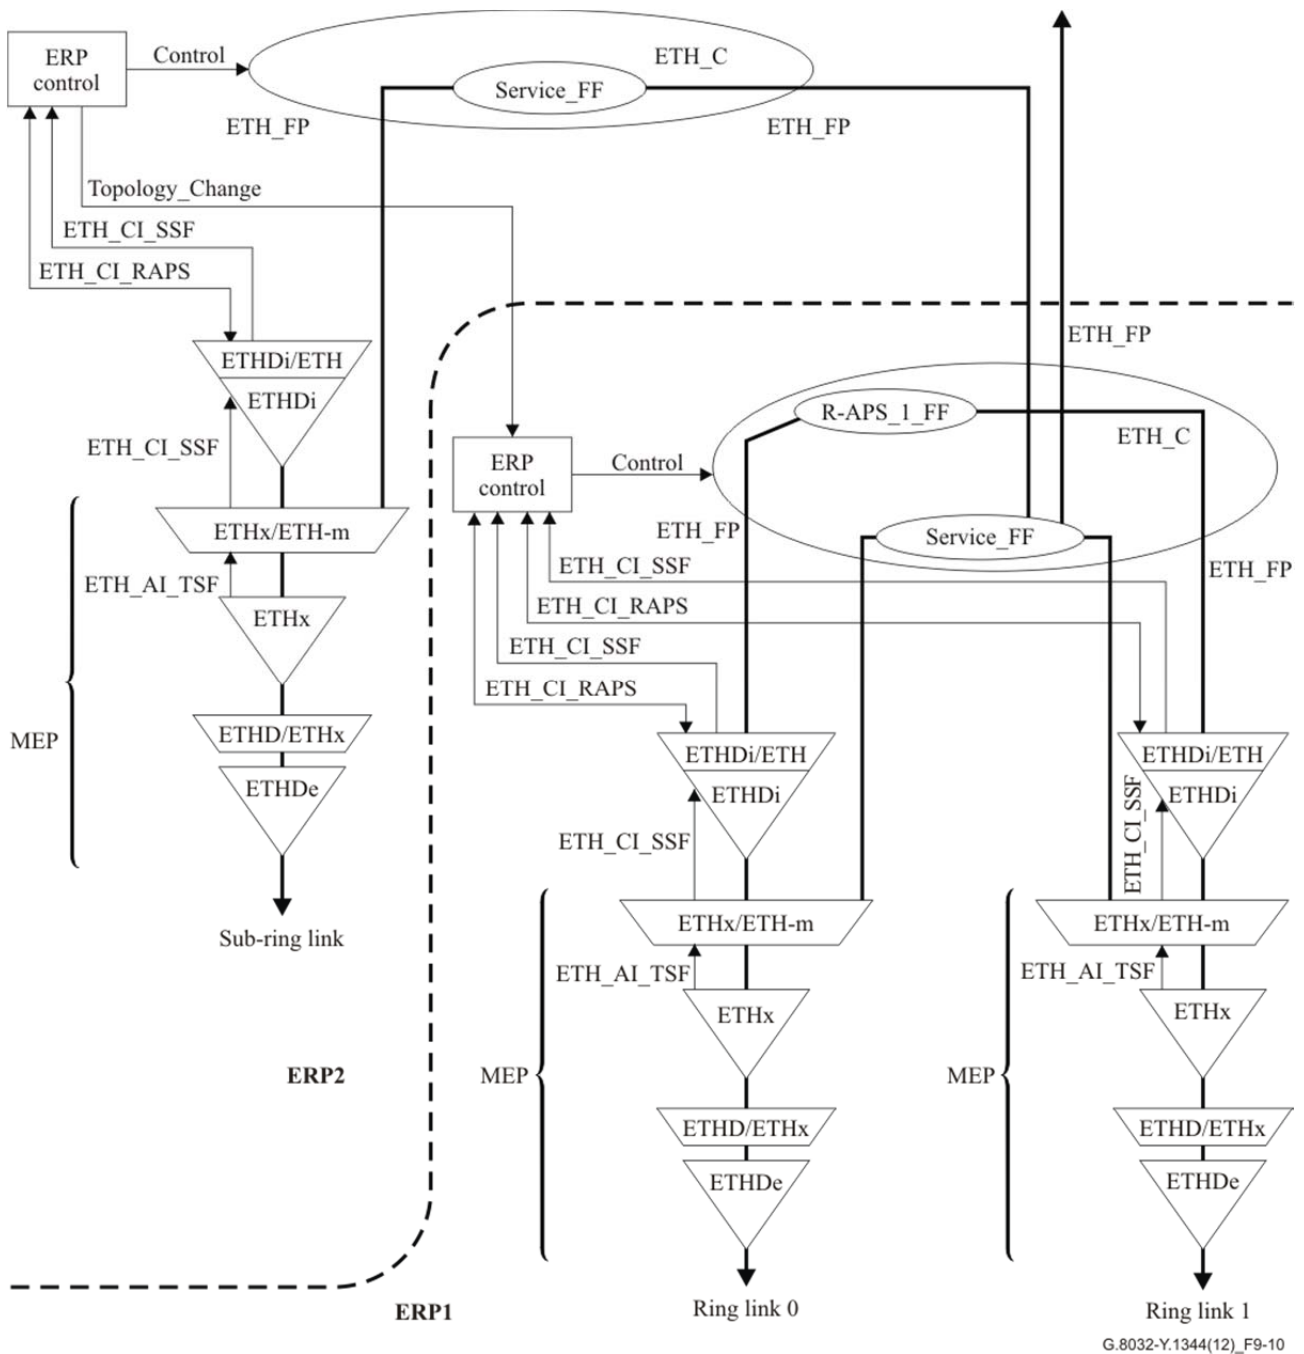 ERP
control
Control
ETH_C
Service_FF
ETH_FP
ETH_FP
Topology_Change
ETH_CI_SSF
ETH_CI_RAPS
ETHDi/ETH
ETHDi
ETH_CI_SSF
ETHx/ETH-m
ETH_AI_TSF
ETHx
MEP
ETHD/ETHx
ETHDe
Sub-ring link
ERP2
ETH_FP
R-APS_1_FF
ETH_C
ERP
control
Control
ETH_FP
Service_FF
ETH_FP
ETH_CI_SSF
ETH_CI_RAPS
ETH_CI_SSF
ETH_CI_RAPS
ETHDi/ETH
ETHDi
ETH_CI_SSF
ETHx/ETH-m
ETH_AI_TSF
ETHx
MEP
ETHD/ETHx
ETHDe
Ring link 0
ETHDi/ETH
ETHDi
ETH_CI_SSF
ETHx/ETH-m
ETH_AI_TSF
ETHx
MEP
ETHD/ETHx
ETHDe
Ring link 1
ERP1
G.8032-Y.1344(12)_F9-10